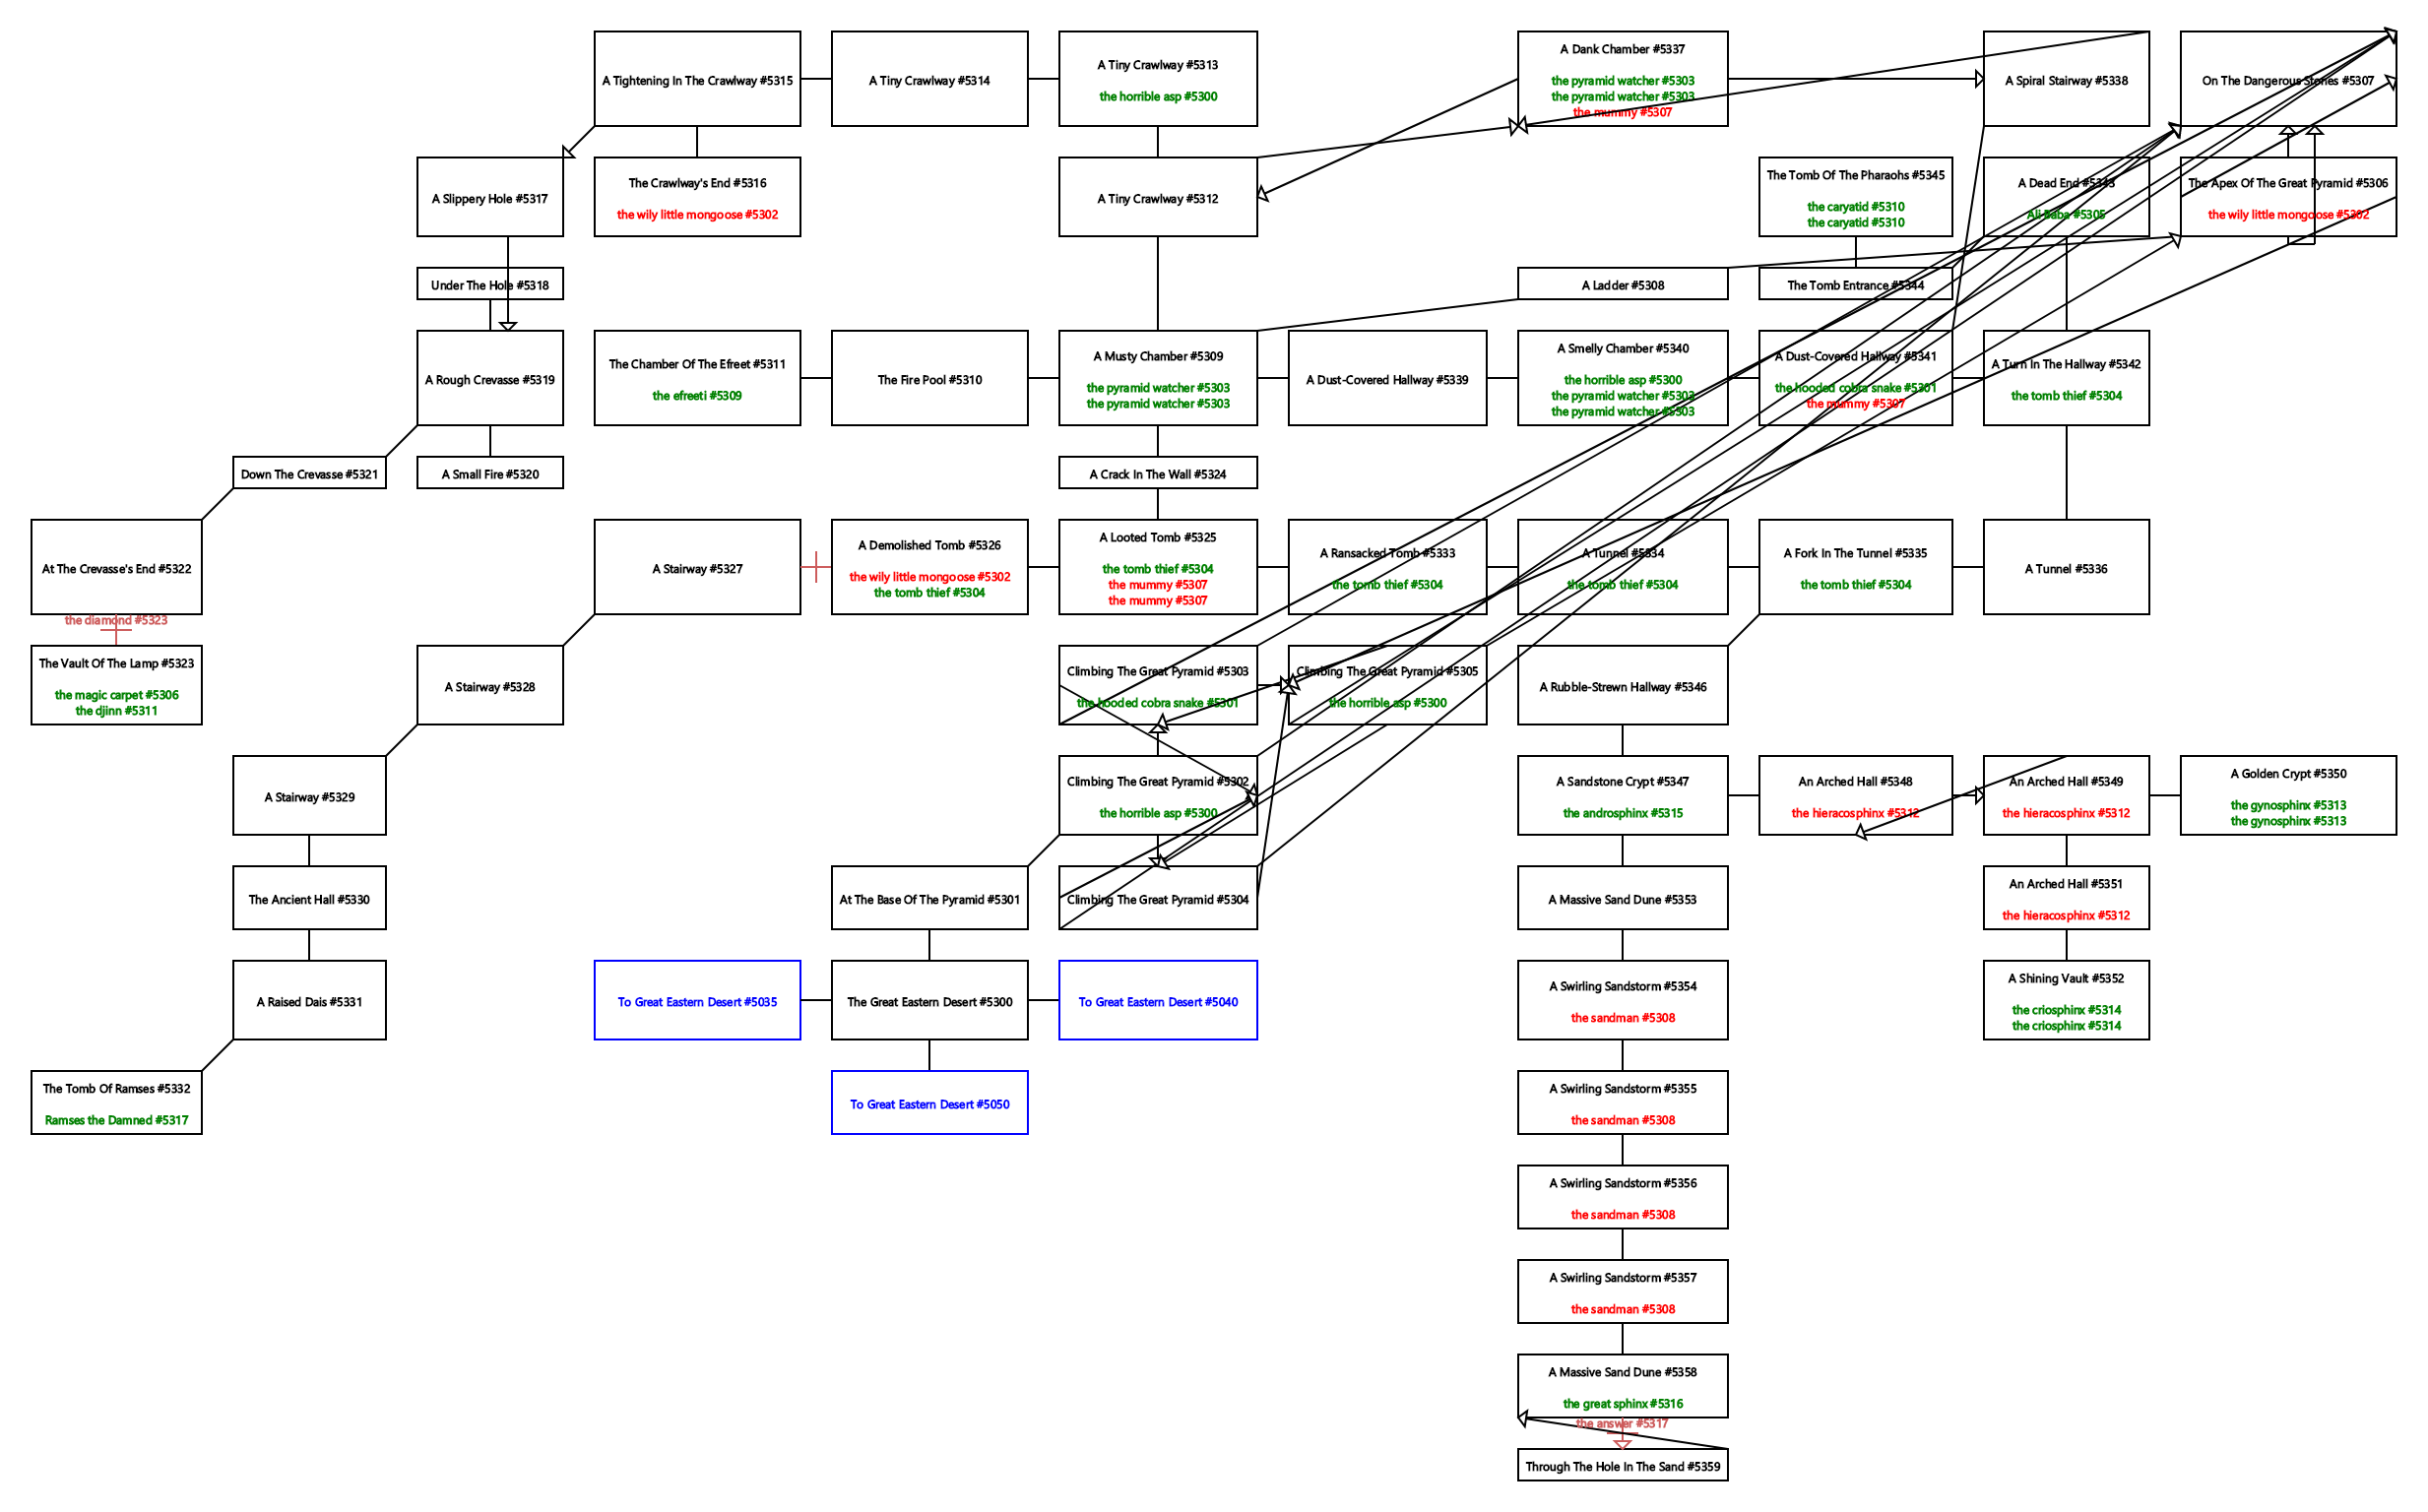 A Tightening In The Crawlway #5315
A Tiny Crawlway #5314
A Tiny Crawlway #5313
the horrible asp #5300
A Dank Chamber #5337
the pyramid watcher #5303
the pyramid watcher #5303
the mummy #5307
A Spiral Stairway #5338
On The Dangerous Stones #5307
A Slippery Hole #5317
The Crawlway's End #5316
the wily little mongoose #5302
A Tiny Crawlway #5312
The Tomb Of The Pharaohs #5345
the caryatid #5310
the caryatid #5310
A Dead End #5343
Ali Baba #5305
The Apex Of The Great Pyramid #5306
the wily little mongoose #5302
Under The Hole #5318
A Ladder #5308
The Tomb Entrance #5344
A Rough Crevasse #5319
The Chamber Of The Efreet #5311
the efreeti #5309
The Fire Pool #5310
A Musty Chamber #5309
the pyramid watcher #5303
the pyramid watcher #5303
A Dust-Covered Hallway #5339
A Smelly Chamber #5340
the horrible asp #5300
the pyramid watcher #5303
the pyramid watcher #5303
A Dust-Covered Hallway #5341
the hooded cobra snake #5301
the mummy #5307
A Turn In The Hallway #5342
the tomb thief #5304
Down The Crevasse #5321
A Small Fire #5320
A Crack In The Wall #5324
At The Crevasse's End #5322
the diamond #5323
A Stairway #5327
A Demolished Tomb #5326
the wily little mongoose #5302
the tomb thief #5304
A Looted Tomb #5325
the tomb thief #5304
the mummy #5307
the mummy #5307
A Ransacked Tomb #5333
the tomb thief #5304
A Tunnel #5334
the tomb thief #5304
A Fork In The Tunnel #5335
the tomb thief #5304
A Tunnel #5336
The Vault Of The Lamp #5323
the magic carpet #5306
the djinn #5311
A Stairway #5328
Climbing The Great Pyramid #5303
the hooded cobra snake #5301
Climbing The Great Pyramid #5305
the horrible asp #5300
A Rubble-Strewn Hallway #5346
A Stairway #5329
Climbing The Great Pyramid #5302
the horrible asp #5300
A Sandstone Crypt #5347
the androsphinx #5315
An Arched Hall #5348
the hieracosphinx #5312
An Arched Hall #5349
the hieracosphinx #5312
A Golden Crypt #5350
the gynosphinx #5313
the gynosphinx #5313
The Ancient Hall #5330
At The Base Of The Pyramid #5301
Climbing The Great Pyramid #5304
A Massive Sand Dune #5353
An Arched Hall #5351
the hieracosphinx #5312
A Raised Dais #5331
To Great Eastern Desert #5035
The Great Eastern Desert #5300
To Great Eastern Desert #5040
A Swirling Sandstorm #5354
the sandman #5308
A Shining Vault #5352
the criosphinx #5314
the criosphinx #5314
The Tomb Of Ramses #5332
Ramses the Damned #5317
To Great Eastern Desert #5050
A Swirling Sandstorm #5355
the sandman #5308
A Swirling Sandstorm #5356
the sandman #5308
A Swirling Sandstorm #5357
the sandman #5308
A Massive Sand Dune #5358
the great sphinx #5316
the answer #5317
Through The Hole In The Sand #5359